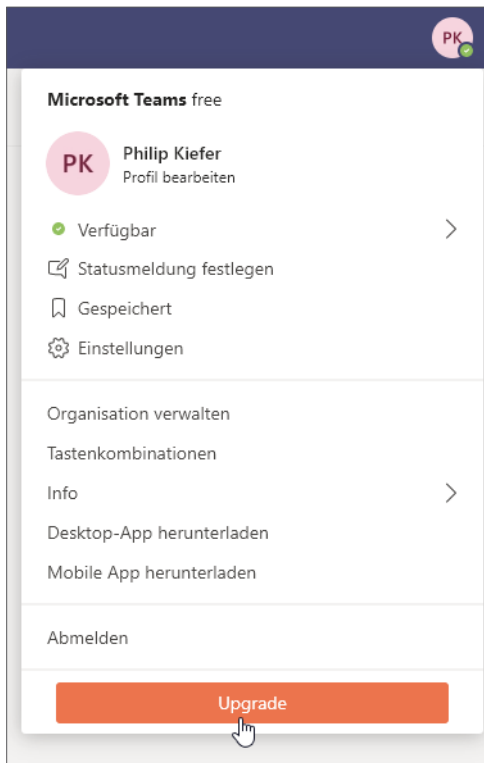 PK
Microsoft Teams free
PK
Philip Kiefer
Profil bearbeiten
Verfügbar
Statusmeldung festlegen
Gespeichert
Einstellungen
Organisation verwalten
Tastenkombinationen
Info
Desktop-App herunterladen
Mobile App herunterladen
Abmelden
Upgrade